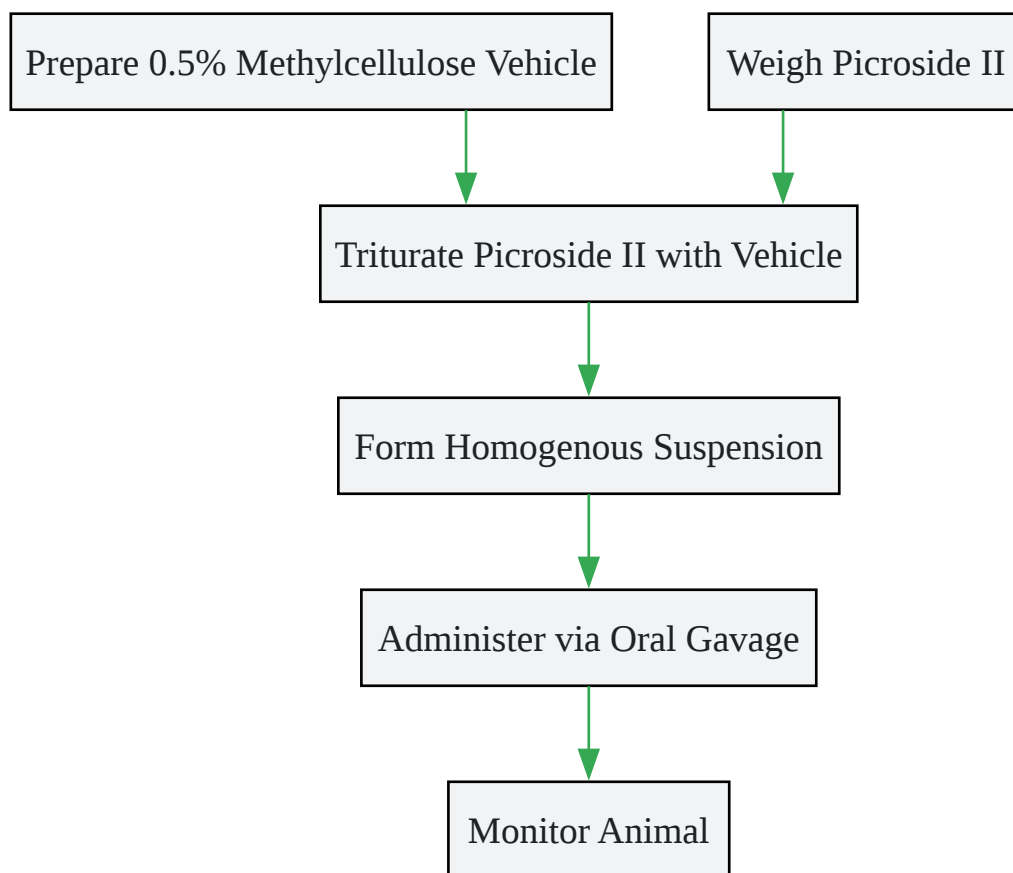 Prepare 0.5% Methylcellulose Vehicle
Weigh Picroside II
Triturate Picroside II with Vehicle
Form Homogenous Suspension
Administer via Oral Gavage
Monitor Animal